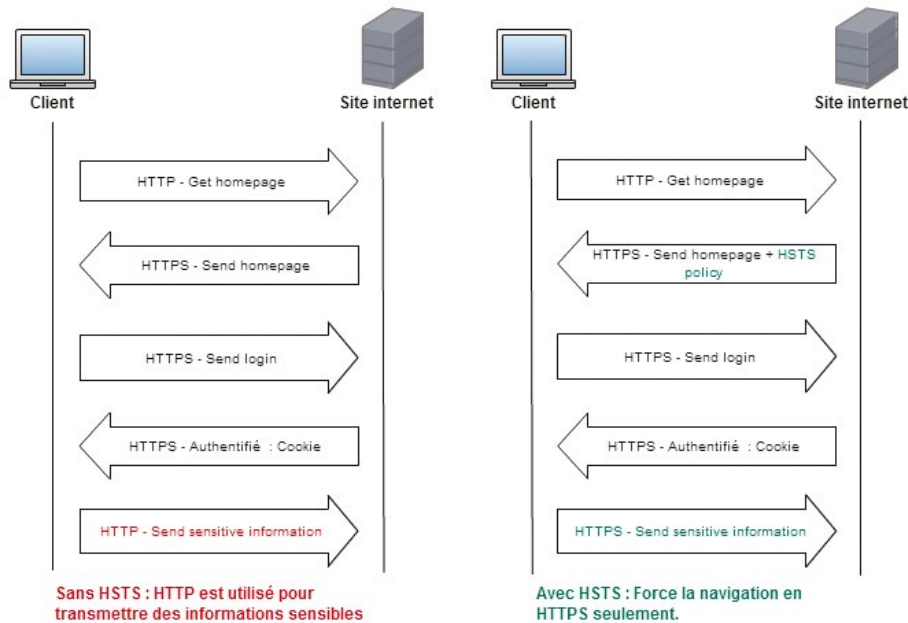 Client
Site internet
HTTP - Get homepage
HTTPS - Send homepage
HTTPS - Send login
HTTPS - Authentifié : Cookie
HTTP - Send sensitive information
Sans HSTS : HTTP est utilisé pour
transmettre des informations sensibles
Client
Site internet
HTTP - Get homepage
HTTPS - Send homepage + HSTS
policy
HTTPS - Send login
HTTPS - Authentifié : Cookie
HTTPS - Send sensitive information
Avec HSTS : Force la navigation en
HTTPS seulement.